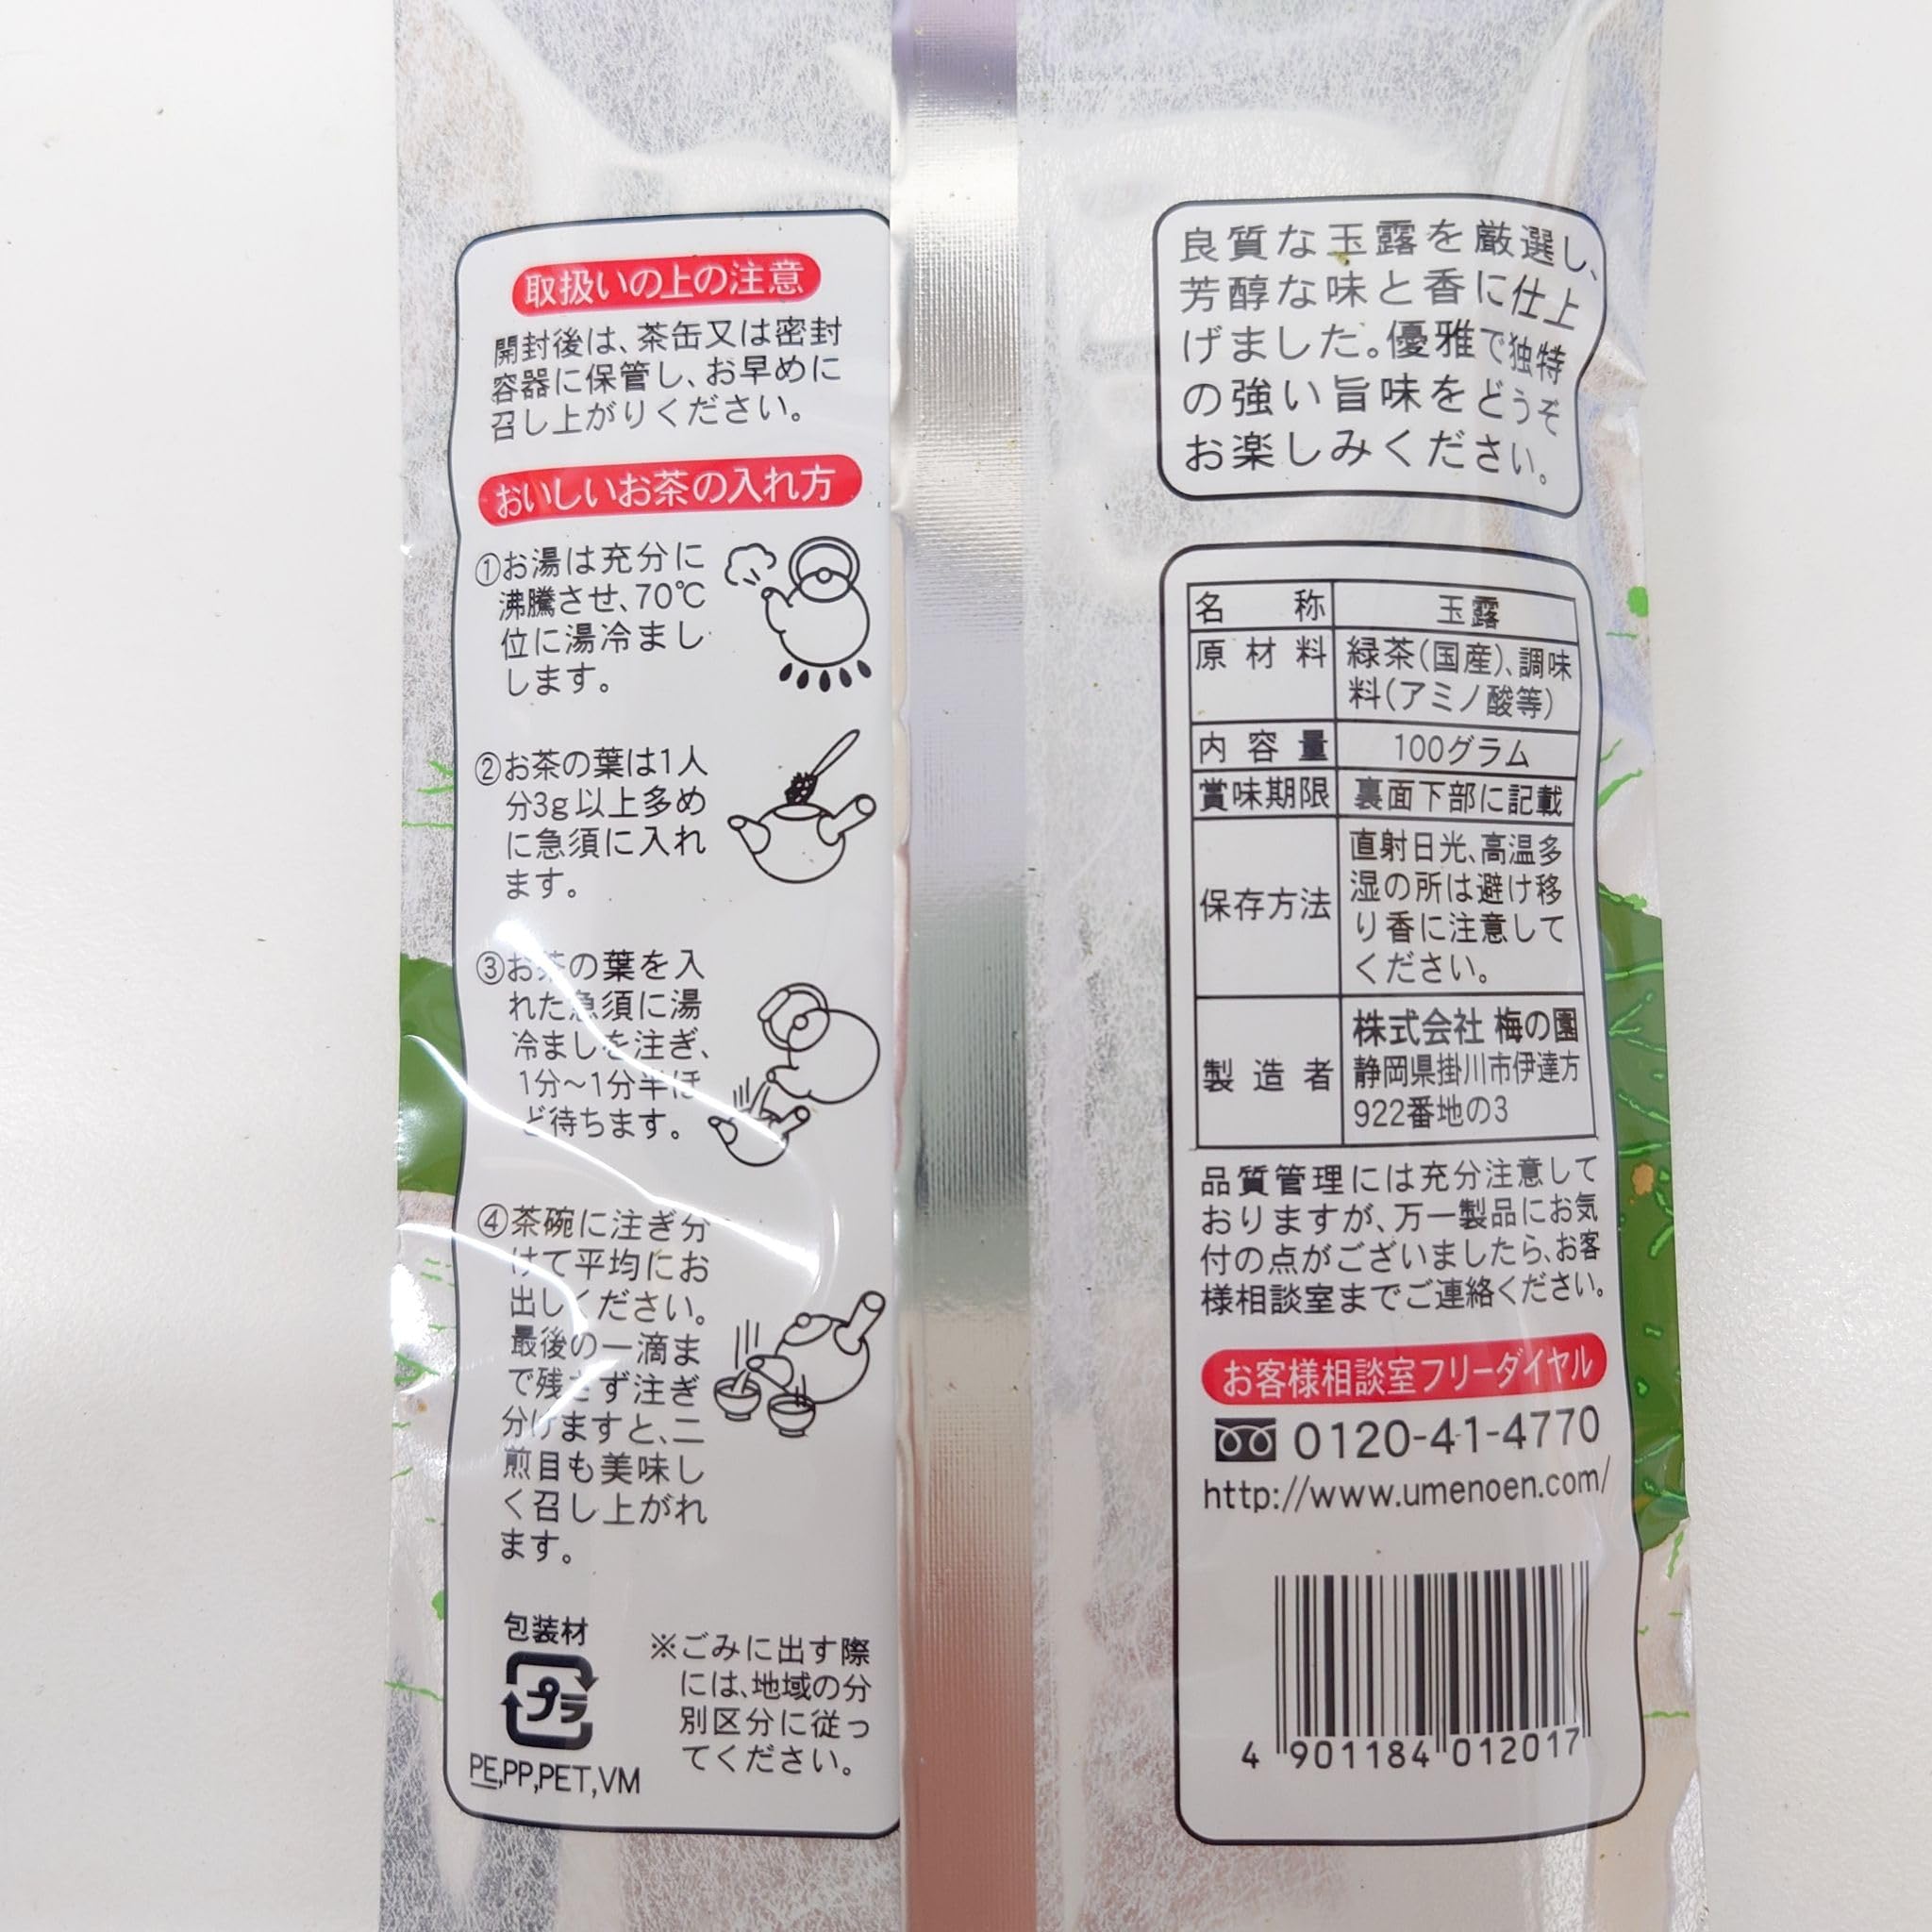 取扱いの上の注意
開封後は、茶缶又は密封
容器に保管し、お早めに
召し上がりください。
おいしいお茶の入れ方
①お湯は充分に
沸騰させ、70℃
位に湯冷まし
します。
②お茶の葉は1人
分3g以上多め
に急須に入れ
ます。
③お茶の葉を入
れた急須に湯
冷ましを注ぎ、
1分～1分半ほ
ど待ちます。
④茶碗に注ぎ分
けて平均にお
出しください。
最後の一滴ま
で残さず注ぎ
分けますと、二
煎目も美味し
く召し上がれ
ます。
包装材
プラ
PE,PP,PET,VM
※ごみに出す際
には、地域の分
別区分に従っ
てください。
良質な玉露を厳選し、
芳醇な味と香に仕上
げました。優雅で独特
の強い旨味をどうぞ
お楽しみください。
名称 玉露
原材料 緑茶(国産)、調味
料(アミノ酸等)
内容量 100グラム
賞味期限 裏面下部に記載
保存方法 直射日光、高温多
湿の所は避け移
り香に注意して
ください。
製造者 株式会社 梅の園
静岡県掛川市伊達方
922番地の3
品質管理には充分注意して
おりますが、万一製品にお気
付の点がございましたら、お客
様相談室までご連絡ください。
お客様相談室フリーダイヤル
0120-41-4770
http://www.umenoen.com/
4 901184 012017